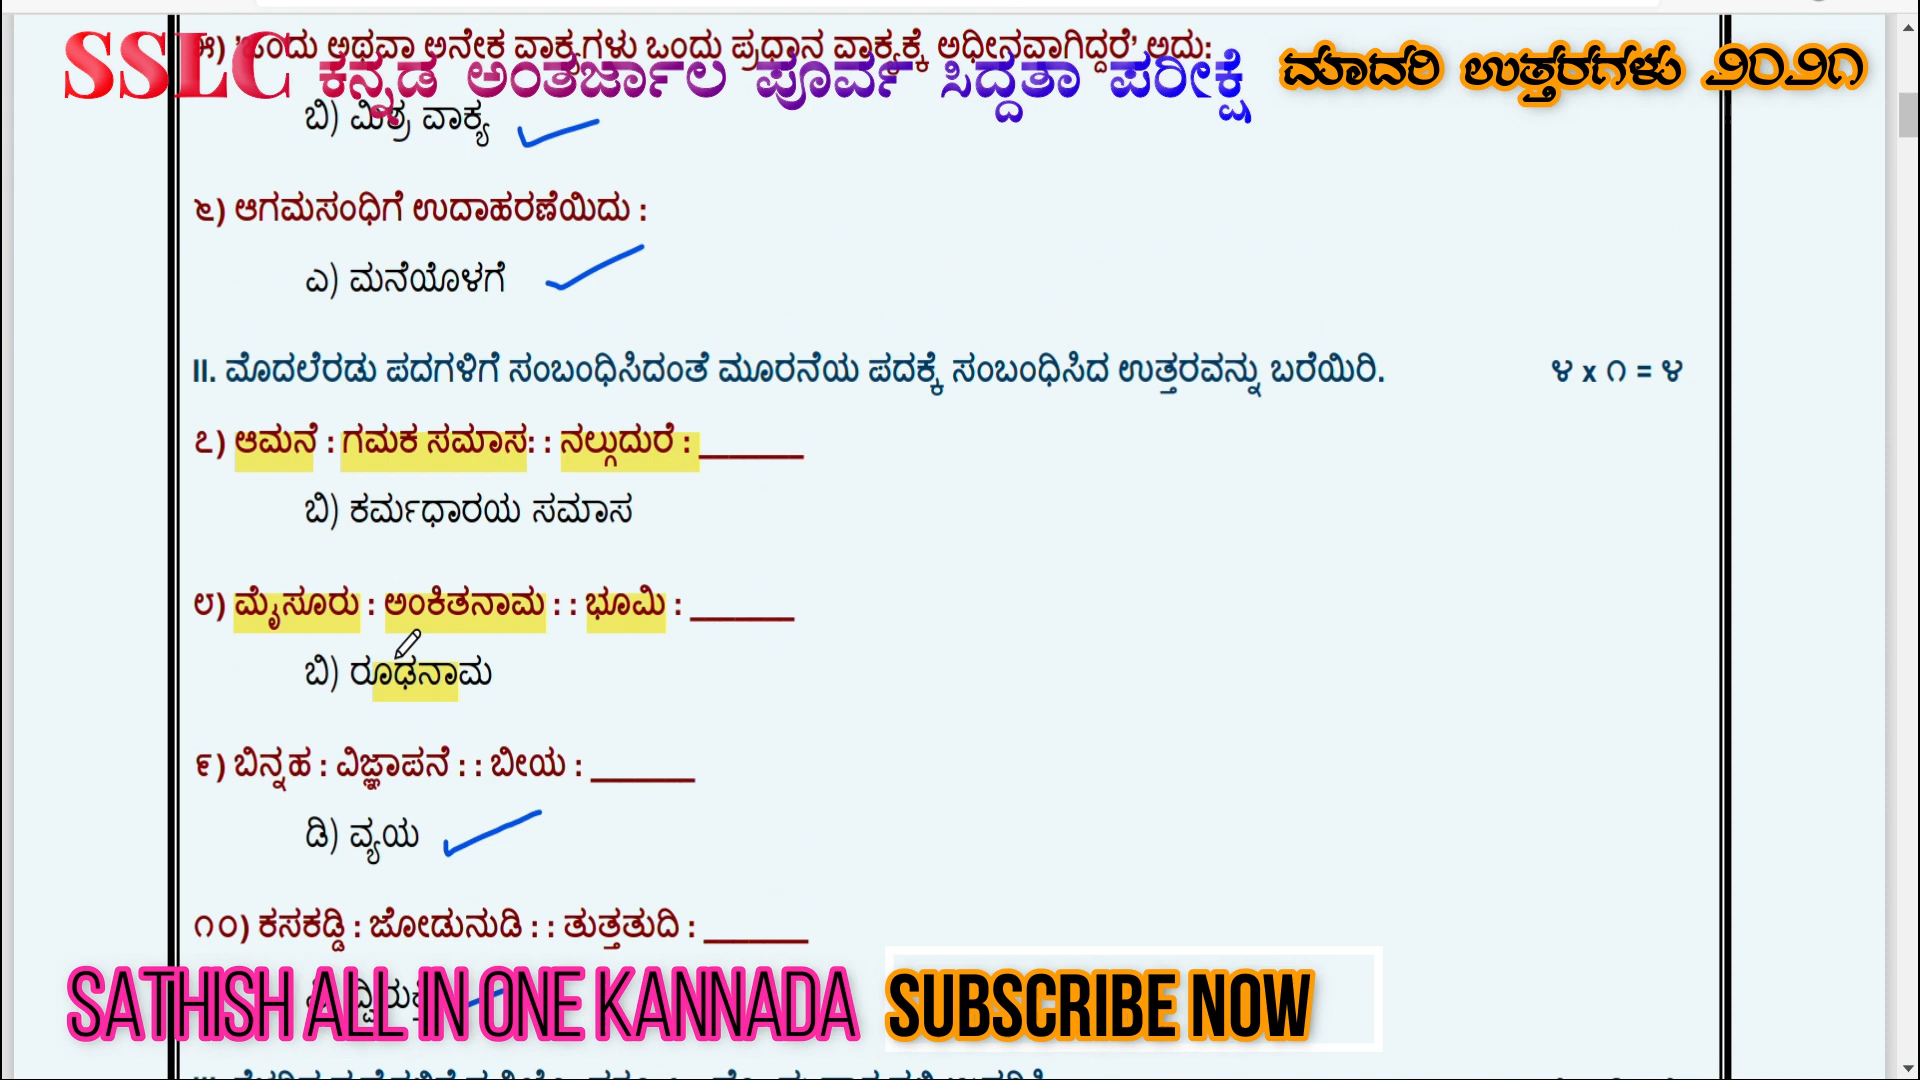 ೫) 'ಒಂದು ಅಥವಾ ಅನೇಕ ವಾಕ್ಯಗಳು ಒಂದು ಪ್ರಧಾನ ವಾಕ್ಯಕ್ಕೆ ಅಧೀನವಾಗಿದ್ದರೆ' ಅದು:
SSLC ಕನ್ನಡ ಅಂತರ್ಜಾಲ ಪೂರ್ವ ಸಿದ್ದತಾ ಪರೀಕ್ಷೆ ಮಾದರಿ ಉತ್ತರಗಳು ೨೦೨೧
ಬಿ) ಮಿಶ್ರ ವಾಕ್ಯ
೬) ಆಗಮಸಂಧಿಗೆ ಉದಾಹರಣೆಯಿದು :
ಎ) ಮನೆಯೊಳಗೆ
II. ಮೊದಲೆರಡು ಪದಗಳಿಗೆ ಸಂಬಂಧಿಸಿದಂತೆ ಮೂರನೆಯ ಪದಕ್ಕೆ ಸಂಬಂಧಿಸಿದ ಉತ್ತರವನ್ನು ಬರೆಯಿರಿ. ೪ x ೧ = ೪
೭) ಆಮನೆ : ಗಮಕ ಸಮಾಸ: : ನಲ್ಗುದುರೆ : ______
ಬಿ) ಕರ್ಮಧಾರಯ ಸಮಾಸ
೮) ಮೈಸೂರು : ಅಂಕಿತನಾಮ : : ಭೂಮಿ : ______
ಬಿ) ರೂಢನಾಮ
೯) ಬಿನ್ನಹ : ವಿಜ್ಞಾಪನೆ : : ಬೀಯ : ______
ಡಿ) ವ್ಯಯ
೧೦) ಕಸಕಡ್ಡಿ : ಜೋಡುನುಡಿ : : ತುತ್ತತುದಿ : ______
SATHISH ALL IN ONE KANNADA SUBSCRIBE NOW